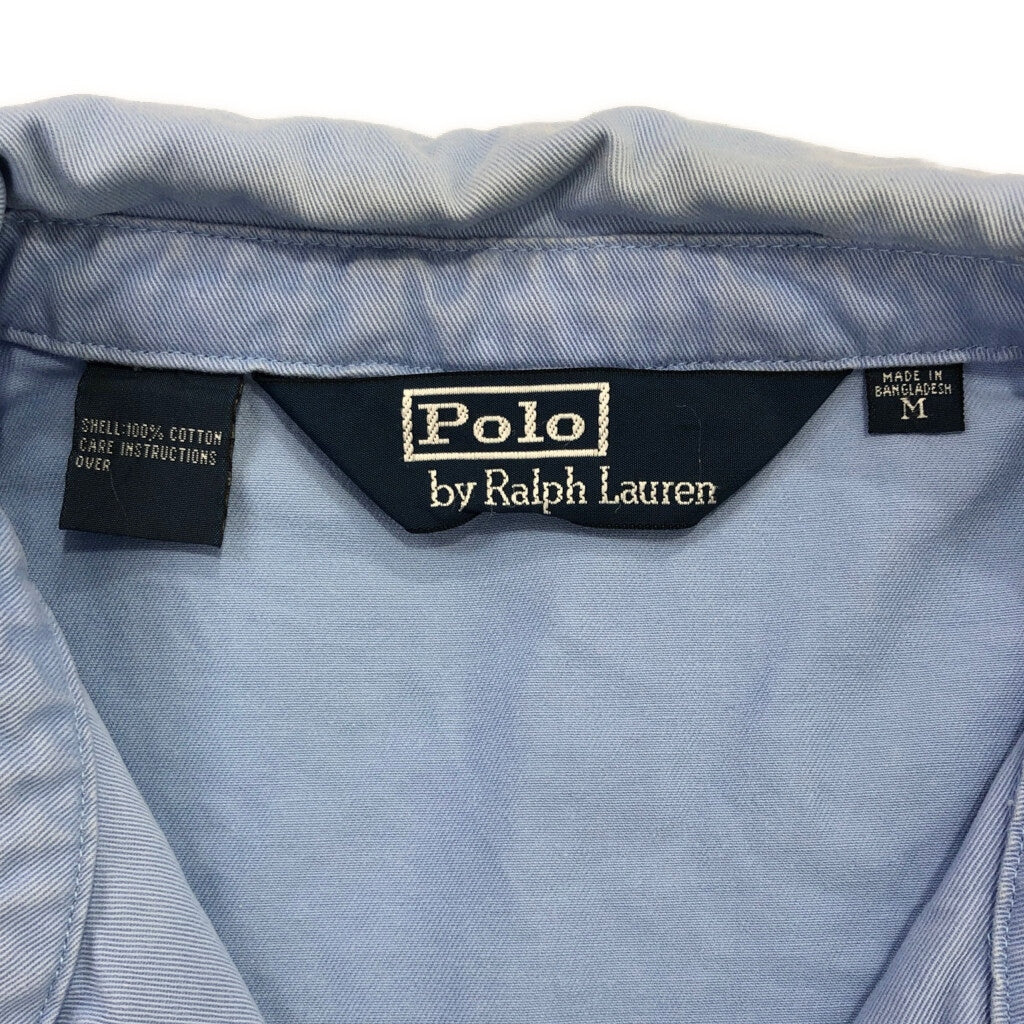 SHELL:100% COTTON
CARE INSTRUCTIONS
OVER
Polo
by Ralph Lauren
MADE IN
BANGLADESH
M